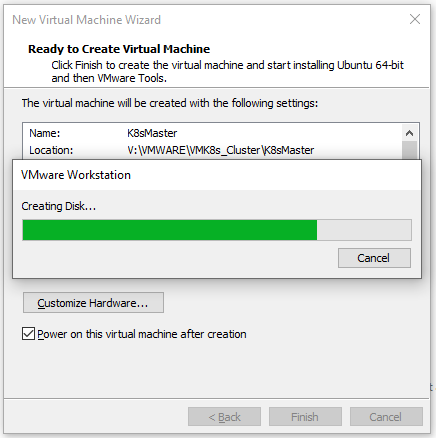 New Virtual Machine Wizard
Ready to Create Virtual Machine
Click Finish to create the virtual machine and start installing Ubuntu 64-bit
and then VMware Tools.
The virtual machine will be created with the following settings:
Name: K8sMaster
Location: V:\VMWARE\VMK8s_Cluster\K8sMaster
VMware Workstation
Creating Disk...
Cancel
Customize Hardware...
Power on this virtual machine after creation
< Back Finish Cancel